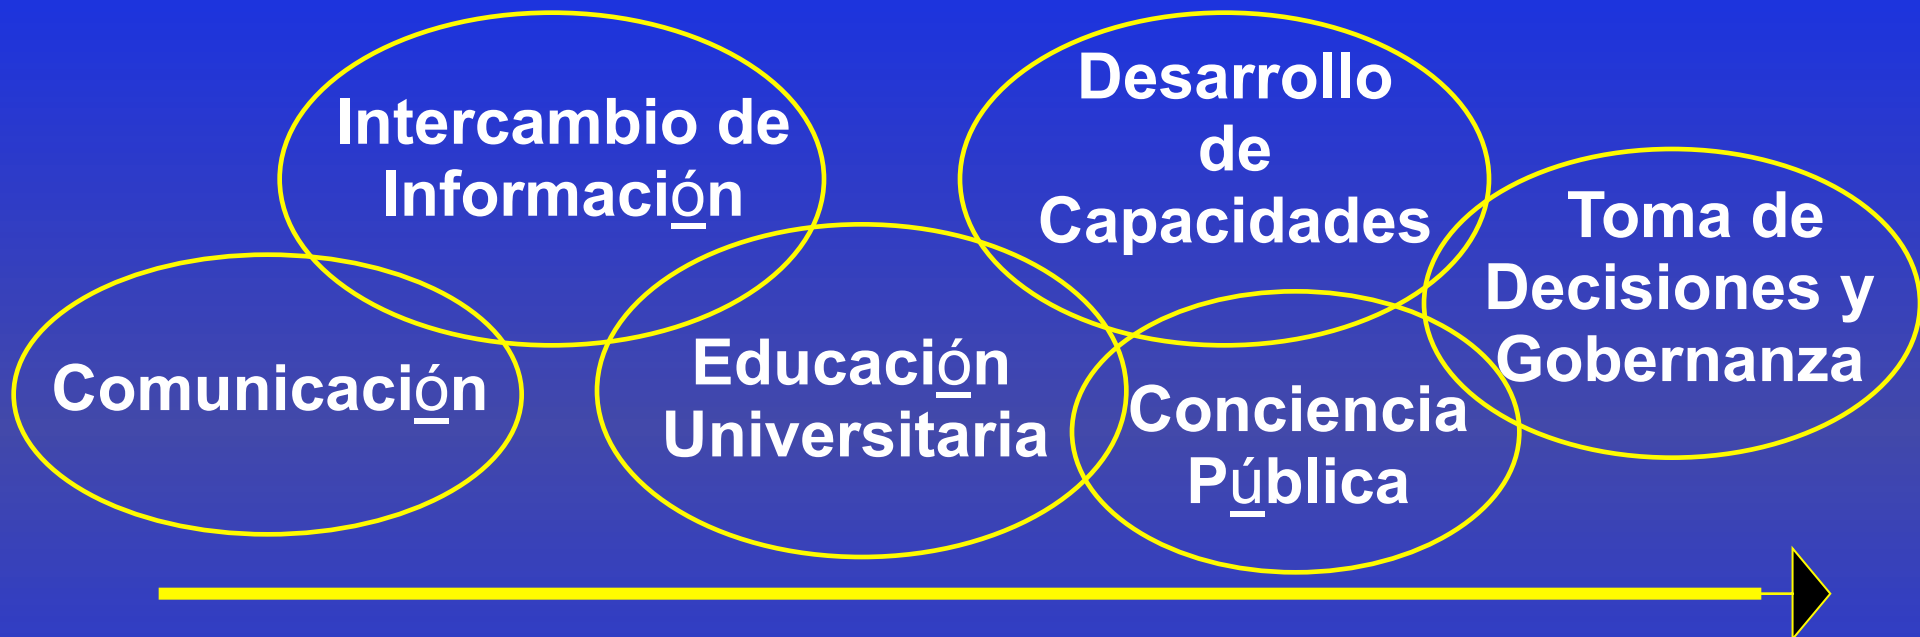 Comunicación
Intercambio de
Información
Educación
Universitaria
Desarrollo
de
Capacidades
Conciencia
Pública
Toma de
Decisiones y
Gobernanza